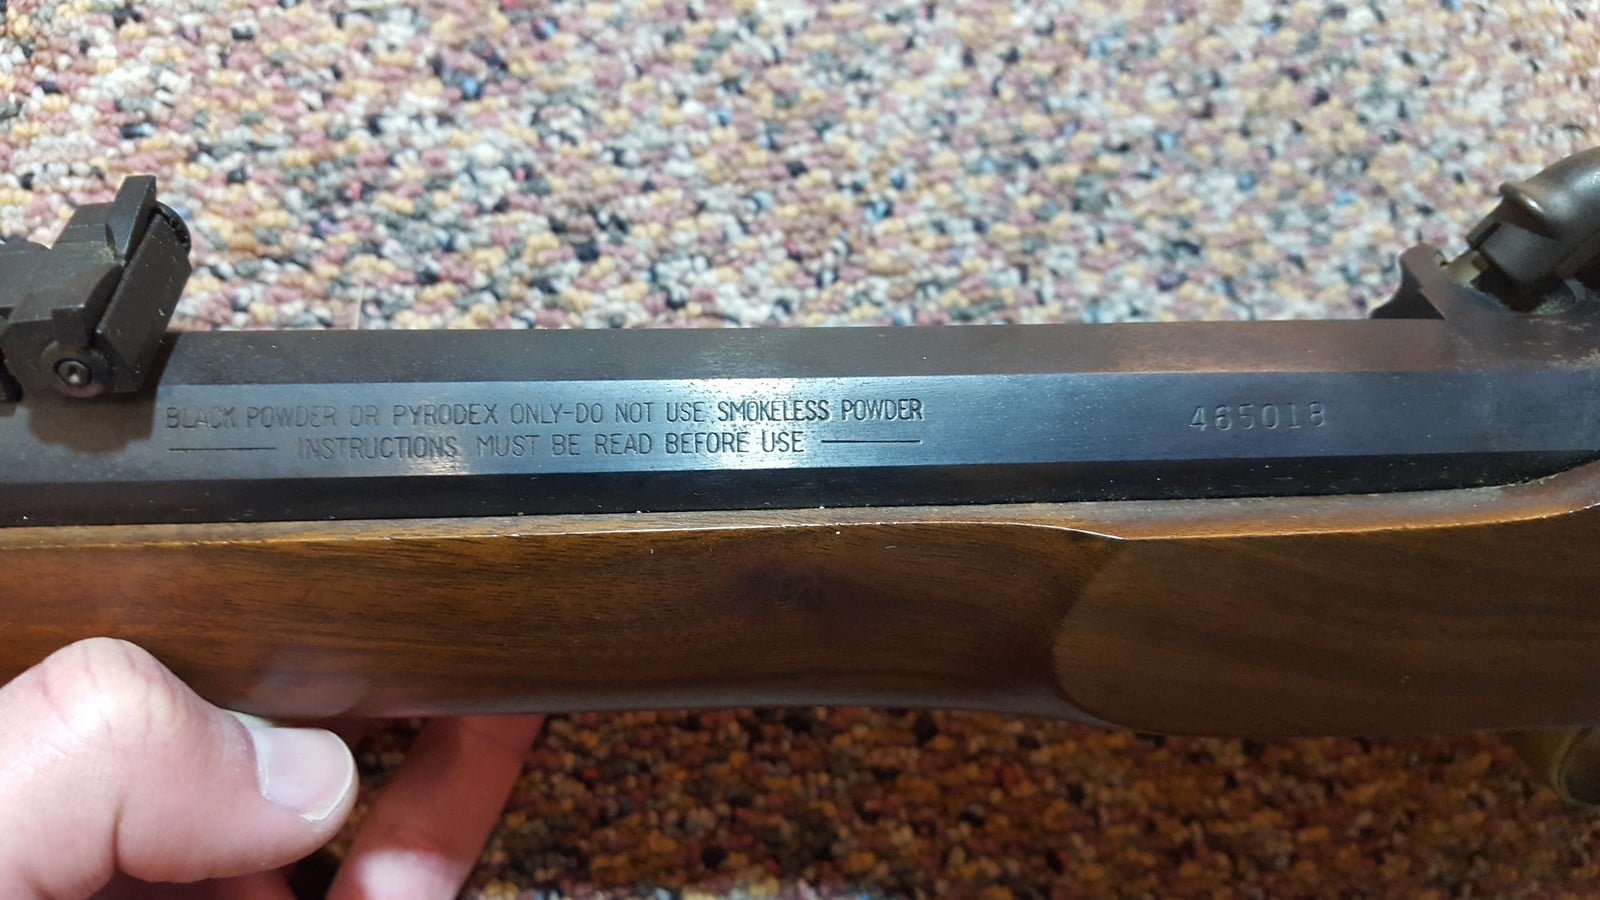 BLACK POWDER OR PYRODEX ONLY-DO NOT USE SMOKELESS POWDER
INSTRUCTIONS MUST BE READ BEFORE USE
465018